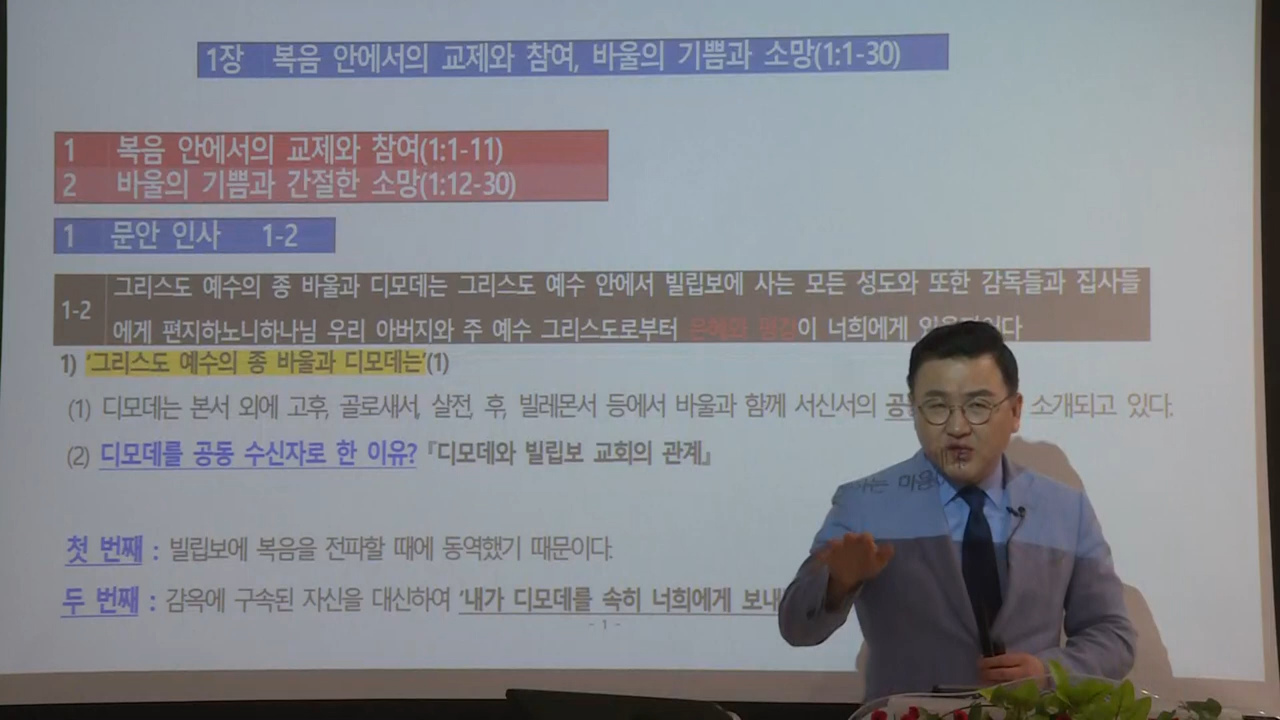 1장 복음 안에서의 교제와 참여, 바울의 기쁨과 소망(1:1-30)
1 복음 안에서의 교제와 참여(1:1-11)
2 바울의 기쁨과 간절한 소망(1:12-30)
1 문안 인사 1-2
1-2 그리스도 예수의 종 바울과 디모데는 그리스도 예수 안에서 빌립보에 사는 모든 성도와 또한 감독들과 집사들
에게 편지하노니하나님 우리 아버지와 주 예수 그리스도로부터 은혜와 평강이 너희에게
1) ‘그리스도 예수의 종 바울과 디모데는’(1)
(1) 디모데는 본서 외에 고후, 골로새서, 살전, 후, 빌레몬서 등에서 바울과 함께 서신서의 소개되고 있다.
(2) 디모데를 공동 수신자로 한 이유?『디모데와 빌립보 교회의 관계』
하는 마음
첫 번째 : 빌립보에 복음을 전파할 때에 동역했기 때문이다.
두 번째 : 감옥에 구속된 자신을 대신하여 ‘내가 디모데를 속히 너희에게 보내
- 1 -